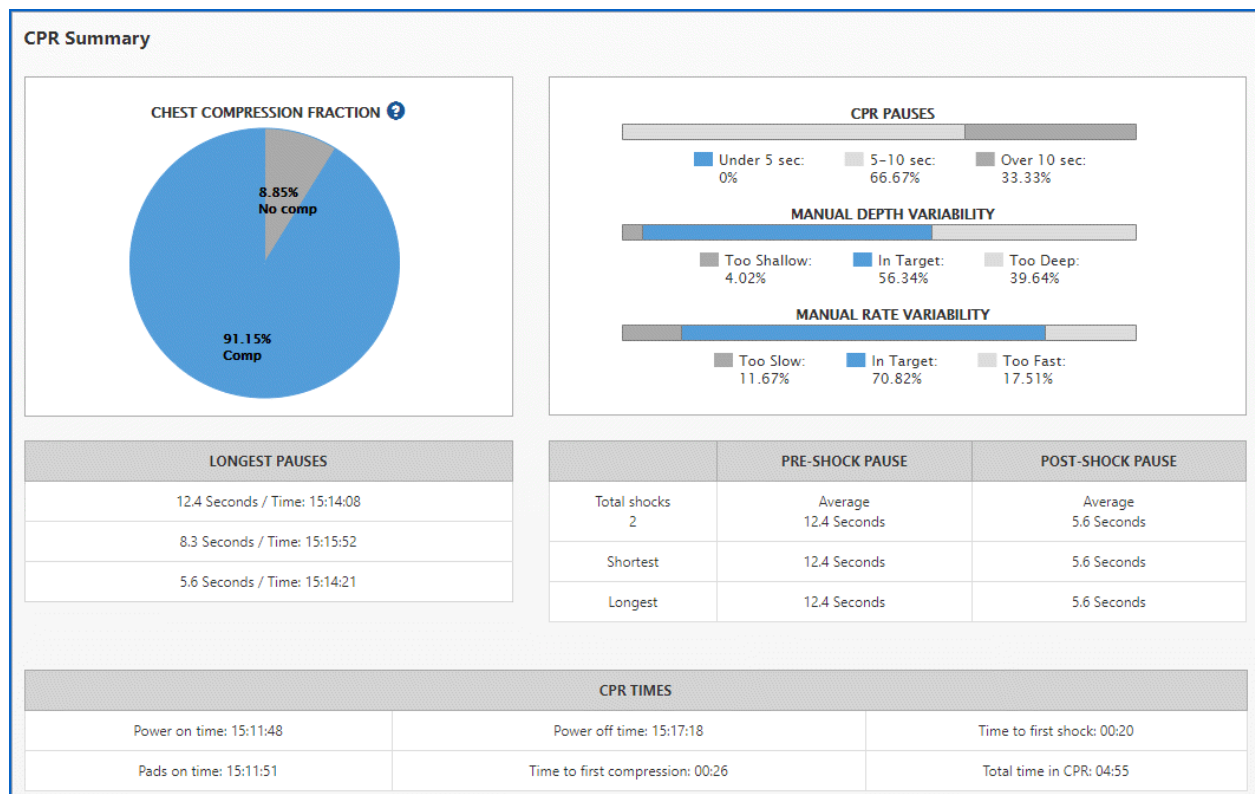 CPR Summary
CHEST COMPRESSION FRACTION ?
8.85%
No comp
91.15%
Comp
CPR PAUSES
Under 5 sec:
0%
5-10 sec:
66.67%
Over 10 sec:
33.33%
MANUAL DEPTH VARIABILITY
Too Shallow:
4.02%
In Target:
56.34%
Too Deep:
39.64%
MANUAL RATE VARIABILITY
Too Slow:
11.67%
In Target:
70.82%
Too Fast:
17.51%
LONGEST PAUSES
12.4 Seconds / Time: 15:14:08
8.3 Seconds / Time: 15:15:52
5.6 Seconds / Time: 15:14:21
PRE-SHOCK PAUSE
POST-SHOCK PAUSE
Total shocks
2
Average
12.4 Seconds
Average
5.6 Seconds
Shortest
12.4 Seconds
5.6 Seconds
Longest
12.4 Seconds
5.6 Seconds
CPR TIMES
Power on time: 15:11:48
Power off time: 15:17:18
Time to first shock: 00:20
Pads on time: 15:11:51
Time to first compression: 00:26
Total time in CPR: 04:55